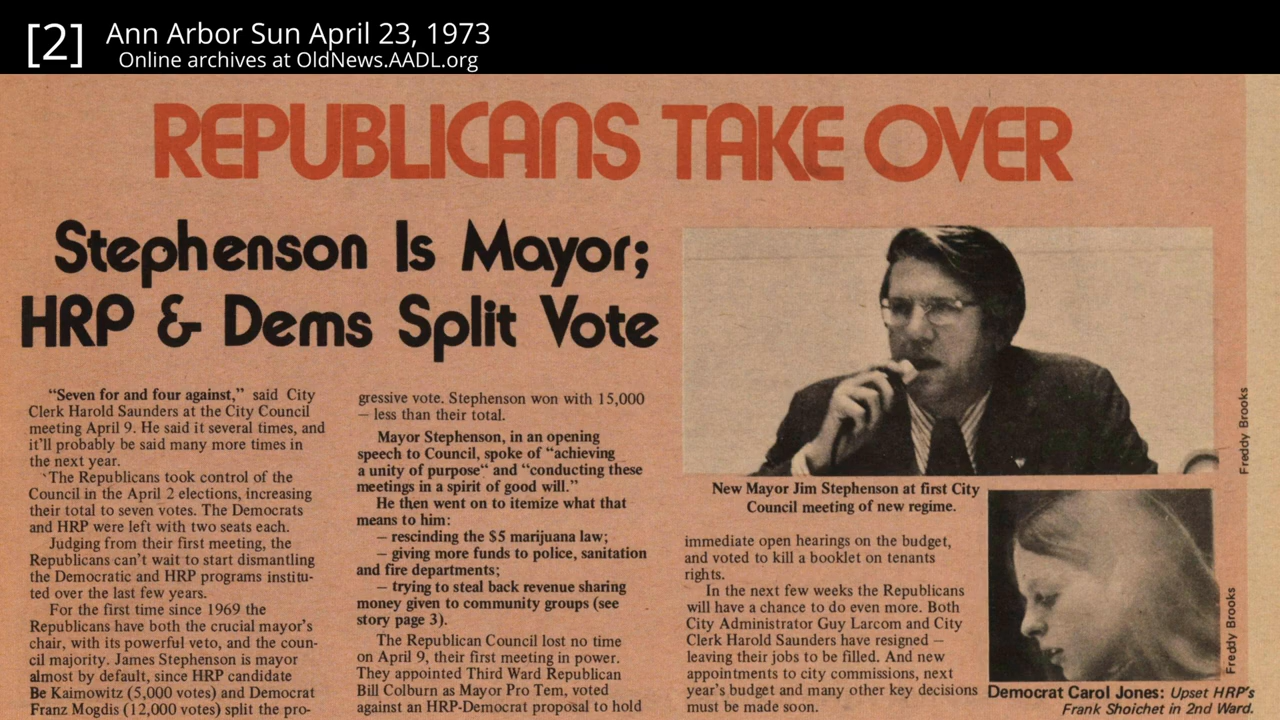 [2]
Ann Arbor Sun April 23, 1973
Online archives at OldNews.AADL.org
REPUBLICANS TAKE OVER
Stephenson Is Mayor;
HRP & Dems Split Vote
"Seven for and four against," said City
Clerk Harold Saunders at the City Council
meeting April 9. He said it several times, and
it'll probably be said many more times in
the next year.
The Republicans took control of the
Council in the April 2 elections, increasing
their total to seven votes. The Democrats
and HRP were left with two seats each.
Judging from their first meeting, the
Republicans can't wait to start dismantling
the Democratic and HRP programs institu-
ted over the last few years.
For the first time since 1969 the
Republicans have both the crucial mayor's
chair, with its powerful veto, and the coun-
cil majority. James Stephenson is mayor
almost by default, since HRP candidate
Be Kaimowitz (5,000 votes) and Democrat
Franz Mogdis (12,000 votes) split the pro-
gressive vote. Stephenson won with 15,000
– less than their total.
Mayor Stephenson, in an opening
speech to Council, spoke of "achieving
a unity of purpose" and "conducting these
meetings in a spirit of good will."
He then went on to itemize what that
means to him:
– rescinding the $5 marijuana law;
– giving more funds to police, sanitation
and fire departments;
– trying to steal back revenue sharing
money given to community groups (see
story page 3).
The Republican Council lost no time
on April 9, their first meeting in power.
They appointed Third Ward Republican
Bill Colburn as Mayor Pro Tem, voted
against an HRP-Democrat proposal to hold
Freddy Brooks
New Mayor Jim Stephenson at first City
Council meeting of new regime.
immediate open hearings on the budget,
and voted to kill a booklet on tenants
rights.
In the next few weeks the Republicans
will have a chance to do even more. Both
City Administrator Guy Larcom and City
Clerk Harold Saunders have resigned –
leaving their jobs to be filled. And new
appointments to city commissions, next
year's budget and many other key decisions
must be made soon.
Freddy Brooks
Democrat Carol Jones: Upset HRP's
Frank Shoichet in 2nd Ward.